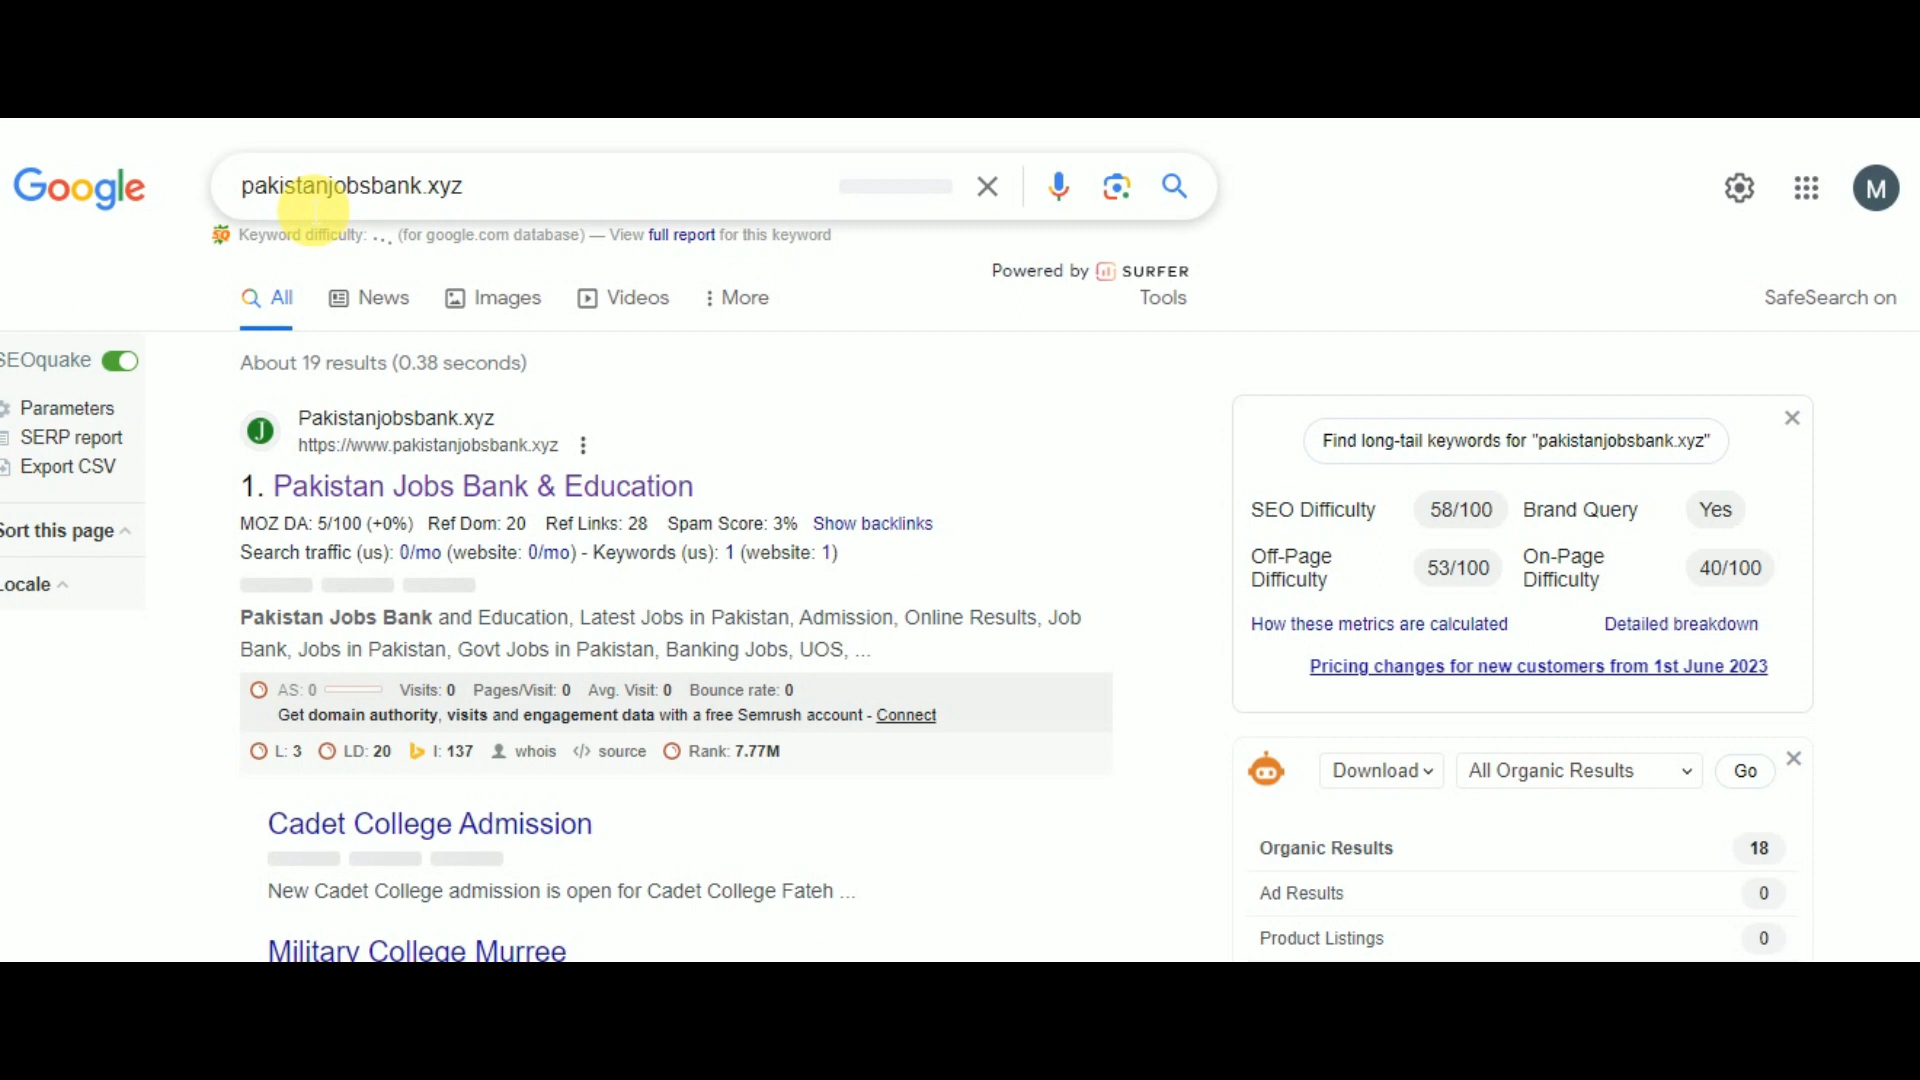 Google
pakistanjobsbank.xyz
M
Keyword difficulty: ... (for google.com database) — View full report for this keyword
Powered by SURFER
All News Images Videos More
Tools
SafeSearch on
SEOquake
Parameters
SERP report
Export CSV
Sort this page
Locale
About 19 results (0.38 seconds)
J
Pakistanjobsbank.xyz
https://www.pakistanjobsbank.xyz
1. Pakistan Jobs Bank & Education
MOZ DA: 5/100 (+0%) Ref Dom: 20 Ref Links: 28 Spam Score: 3% Show backlinks
Search traffic (us): 0/mo (website: 0/mo) - Keywords (us): 1 (website: 1)
Pakistan Jobs Bank and Education, Latest Jobs in Pakistan, Admission, Online Results, Job
Bank, Jobs in Pakistan, Govt Jobs in Pakistan, Banking Jobs, UOS, ...
AS: 0 Visits: 0 Pages/Visit: 0 Avg. Visit: 0 Bounce rate: 0
Get domain authority, visits and engagement data with a free Semrush account - Connect
L: 3 LD: 20 I: 137 whois </> source Rank: 7.77M
Cadet College Admission
New Cadet College admission is open for Cadet College Fateh ...
Military College Murree
Find long-tail keywords for "pakistanjobsbank.xyz"
SEO Difficulty 58/100 Brand Query Yes
Off-Page Difficulty 53/100 On-Page Difficulty 40/100
How these metrics are calculated Detailed breakdown
Pricing changes for new customers from 1st June 2023
Download All Organic Results Go
Organic Results 18
Ad Results 0
Product Listings 0